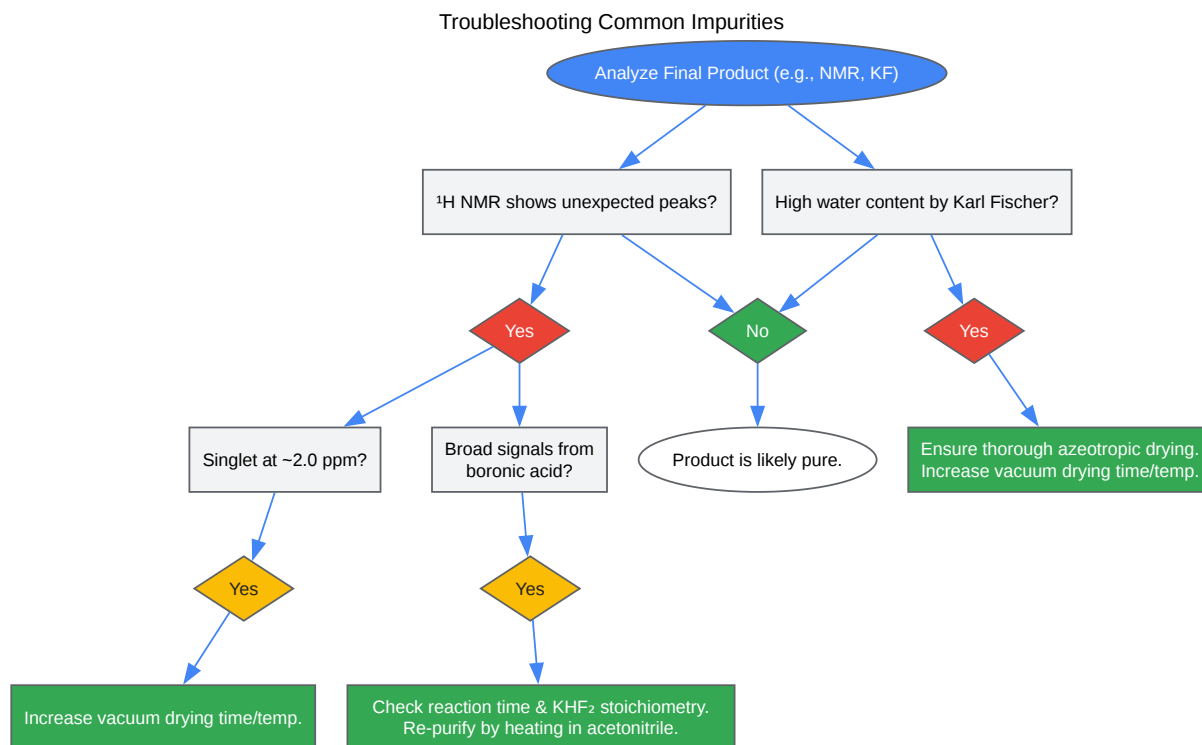 Troubleshooting Common Impurities
Analyze Final Product (e.g., NMR, KF)
¹H NMR shows unexpected peaks?
High water content by Karl Fischer?
Yes
No
Yes
Singlet at ~2.0 ppm?
Broad signals from
boronic acid?
Product is likely pure.
Ensure thorough azeotropic drying.
Increase vacuum drying time/temp.
Yes
Yes
Increase vacuum drying time/temp.
Check reaction time & KHF₂ stoichiometry.
Re-purify by heating in acetonitrile.